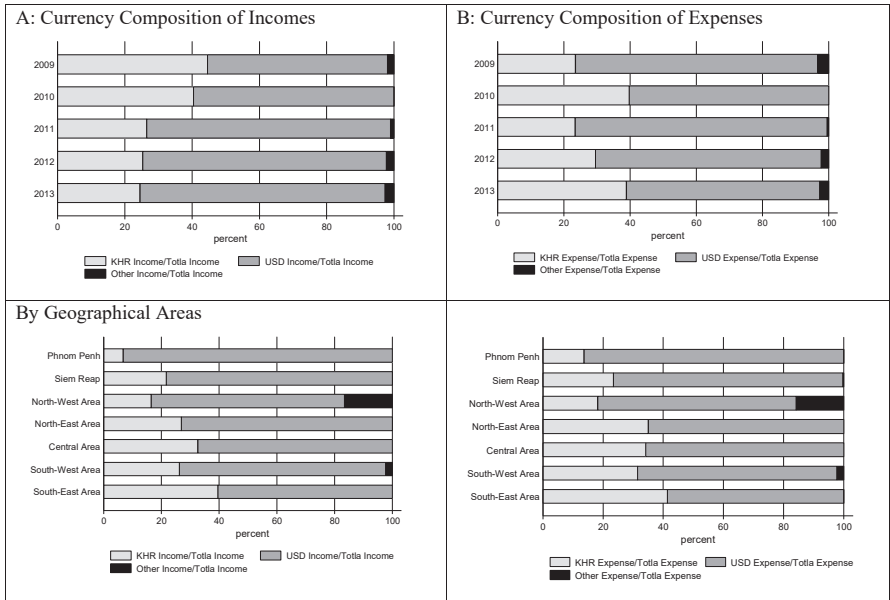 A: Currency Composition of Incomes
2009
2010
2011
2012
2013
0 20 40 60 80 100
percent
KHR Income/Totla Income USD Income/Totla Income
Other Income/Totla Income
B: Currency Composition of Expenses
2009
2010
2011
2012
2013
0 20 40 60 80 100
percent
KHR Expense/Totla Expense USD Expense/Totla Expense
Other Expense/Totla Expense
By Geographical Areas
Phnom Penh
Siem Reap
North-West Area
North-East Area
Central Area
South-West Area
South-East Area
0 20 40 60 80 100
percent
KHR Income/Totla Income USD Income/Totla Income
Other Income/Totla Income
Phnom Penh
Siem Reap
North-West Area
North-East Area
Central Area
South-West Area
South-East Area
0 20 40 60 80 100
percent
KHR Expense/Totla Expense USD Expense/Totla Expense
Other Expense/Totla Expense